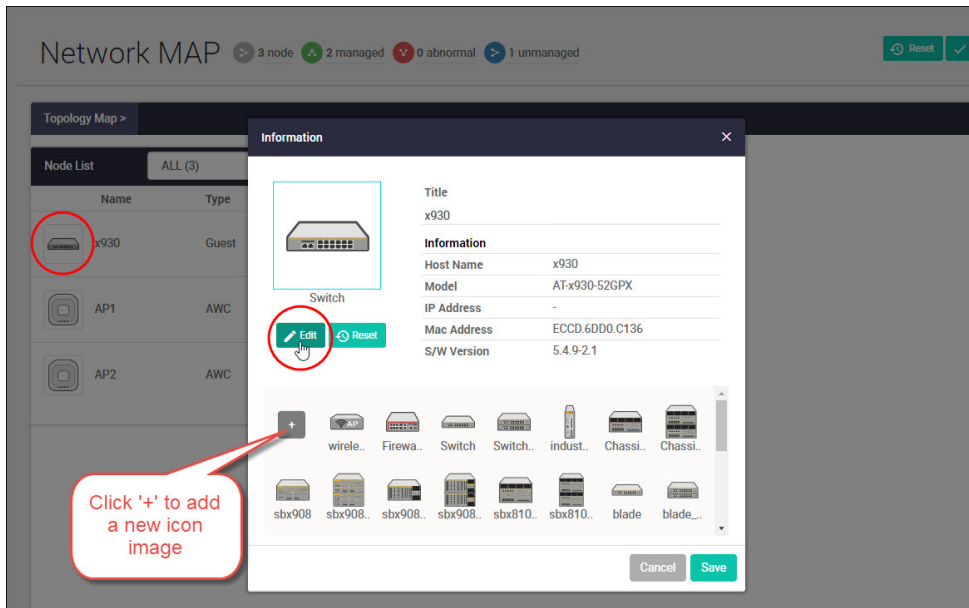 Network MAP 3 node 2 managed 0 abnormal 1 unmanaged Reset
Topology Map >
Node List ALL (3)
Name Type
x930 Guest
AP1 AWC
AP2 AWC
Information
Title
x930
Information
Host Name x930
Model AT-x930-52GPX
IP Address -
Mac Address ECCD.6DD0.C136
S/W Version 5.4.9-2.1
Switch
Edit Reset
+ AP
wirele.. Firewa.. Switch Switch.. indust.. Chassi.. Chassi..
sbx908 sbx908.. sbx908.. sbx908.. sbx810.. sbx810.. blade blade_..
Click '+' to add
a new icon
image
Cancel Save